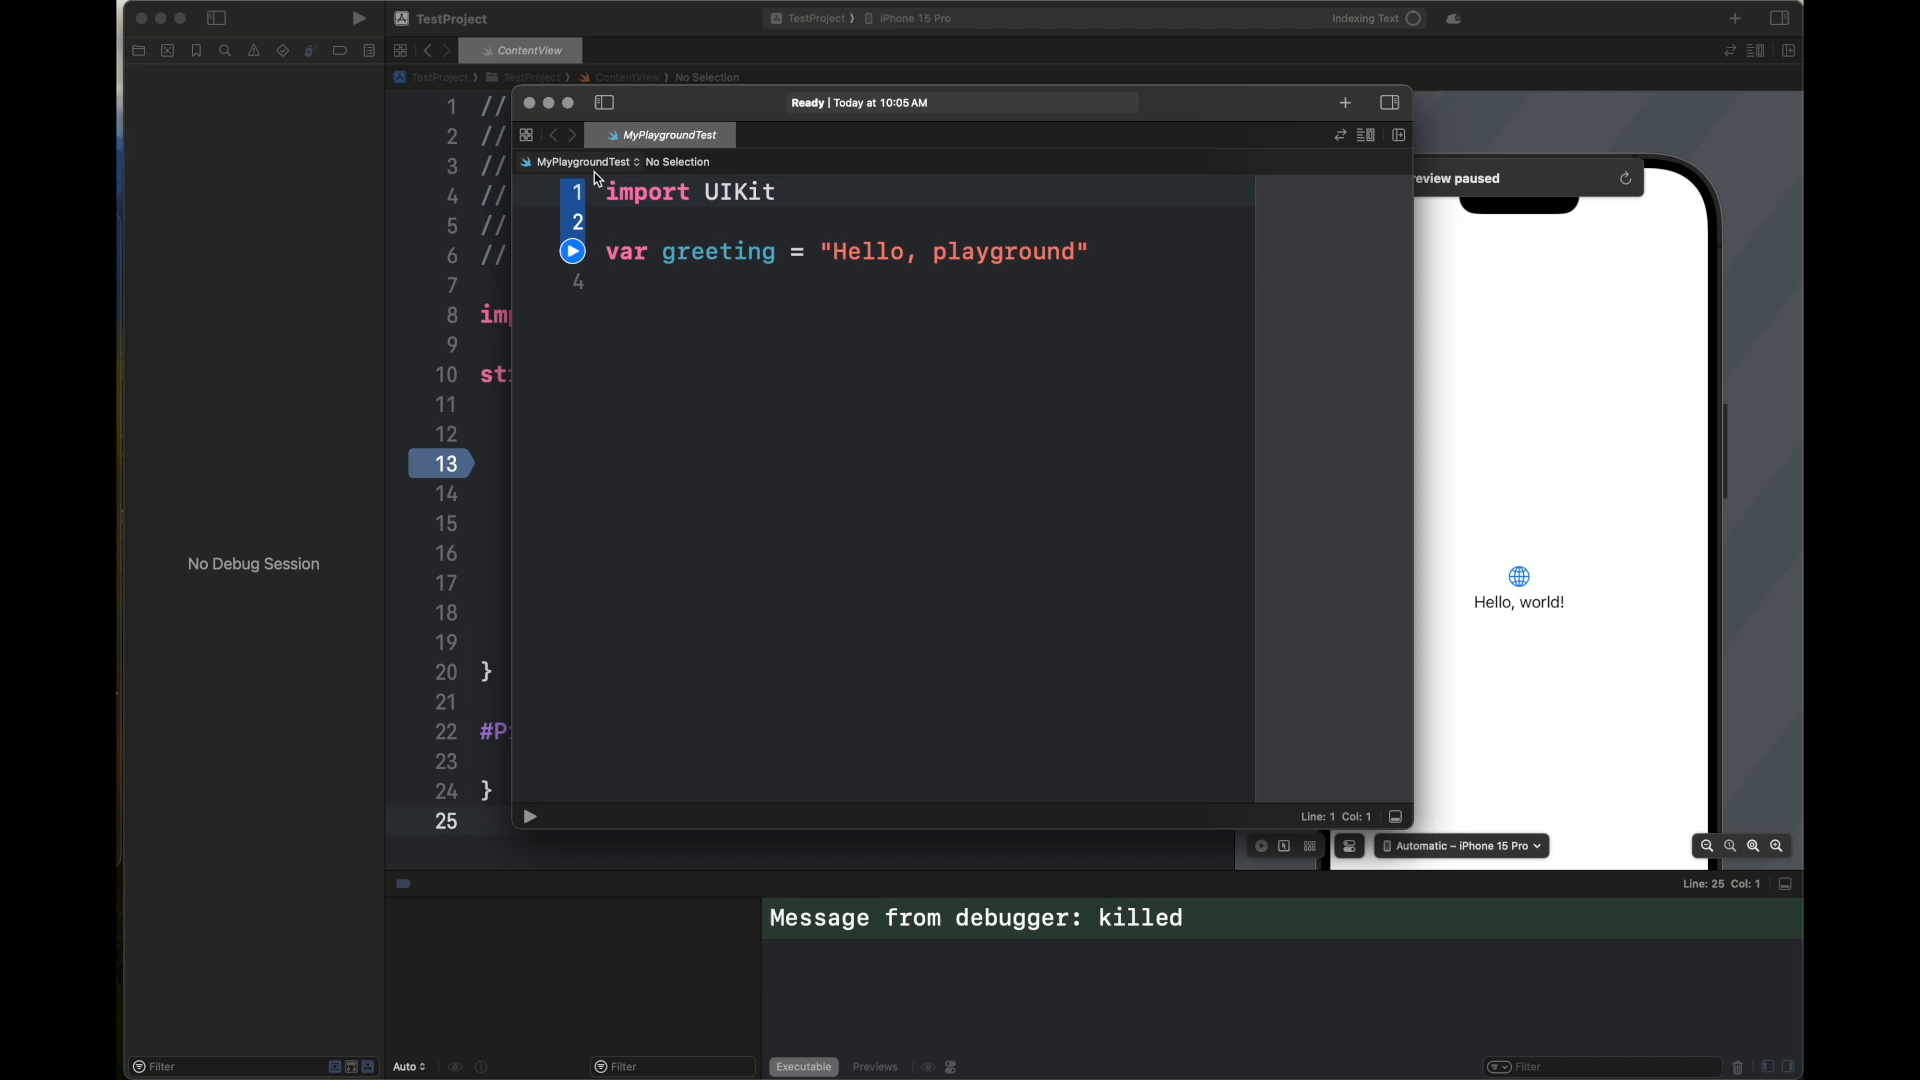 TestProject
TestProject ⟩ iPhone 15 Pro
Indexing Text
ContentView
TestProject ⟩ TestProject ⟩ ContentView ⟩ No Selection
Ready | Today at 10:05 AM
MyPlaygroundTest
MyPlaygroundTest No Selection
1 import UIKit
2
var greeting = "Hello, playground"
4
Line: 1 Col: 1
1 //
2 //
3 //
4 //
5 //
6 //
7
8
9
10
11
12
13
14
15
16
17
18
19
20 }
21
22
23
24 }
25
No Debug Session
paused
Hello, world!
Automatic – iPhone 15 Pro
Line: 25 Col: 1
Message from debugger: killed
Filter
Auto
Filter
Executable
Previews
Filter